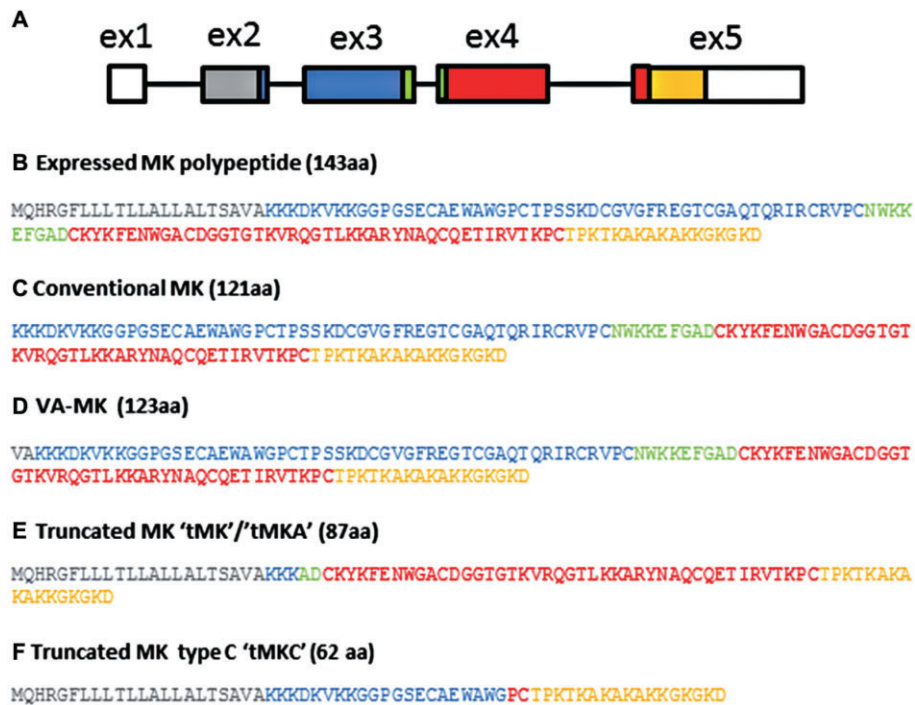 A
ex1 ex2 ex3 ex4 ex5
B Expressed MK polypeptide (143aa)
MQHRGFLLLTLLALLALTSAVAKKKDKVKKGGPGSECAEWAWGPCTPSSKDCGVGFREGTCGAQTQRIRCRVPCNWKK
EFGADCKYKFENWGACDGGTGTKVRQGTLKKARYNAQCQETIRVTKPCTPKTKAKAKAKKGKGKD
C Conventional MK (121aa)
KKKDKVKKGGPGSECAEWAWGPCTPSSKDCGVGFREGTCGAQTQRIRCRVPCNWKKEFGADCKYKFENWGACDGGTGT
KVRQGTLKKARYNAQCQETIRVTKPCTPKTKAKAKAKKGKGKD
D VA-MK (123aa)
VAKKKDKVKKGGPGSECAEWAWGPCTPSSKDCGVGFREGTCGAQTQRIRCRVPCNWKKEFGADCKYKFENWGACDGGT
GTKVRQGTLKKARYNAQCQETIRVTKPCTPKTKAKAKAKKGKGKD
E Truncated MK ‘tMK’/’tMKA’ (87aa)
MQHRGFLLLTLLALLALTSAVAKKKADCKYKFENWGACDGGTGTKVRQGTLKKARYNAQCQETIRVTKPCTPKTKAKA
KAKKGKGKD
F Truncated MK type C ‘tMKC’ (62 aa)
MQHRGFLLLTLLALLALTSAVAKKKDKVKKGGPGSECAEWAWGPCTPKTKAKAKAKKGKGKD